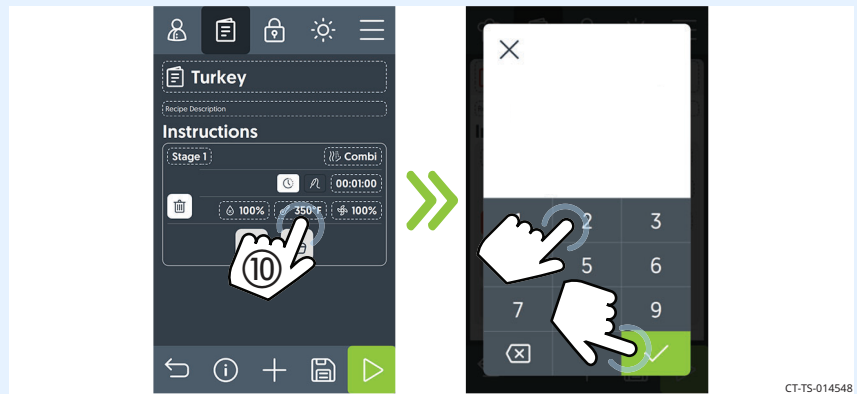 Turkey
Recipe Description
Instructions
Stage 1
Combi
00:01:00
100%
350°F
100%
10
2
3
5
6
7
9
CT-TS-014548